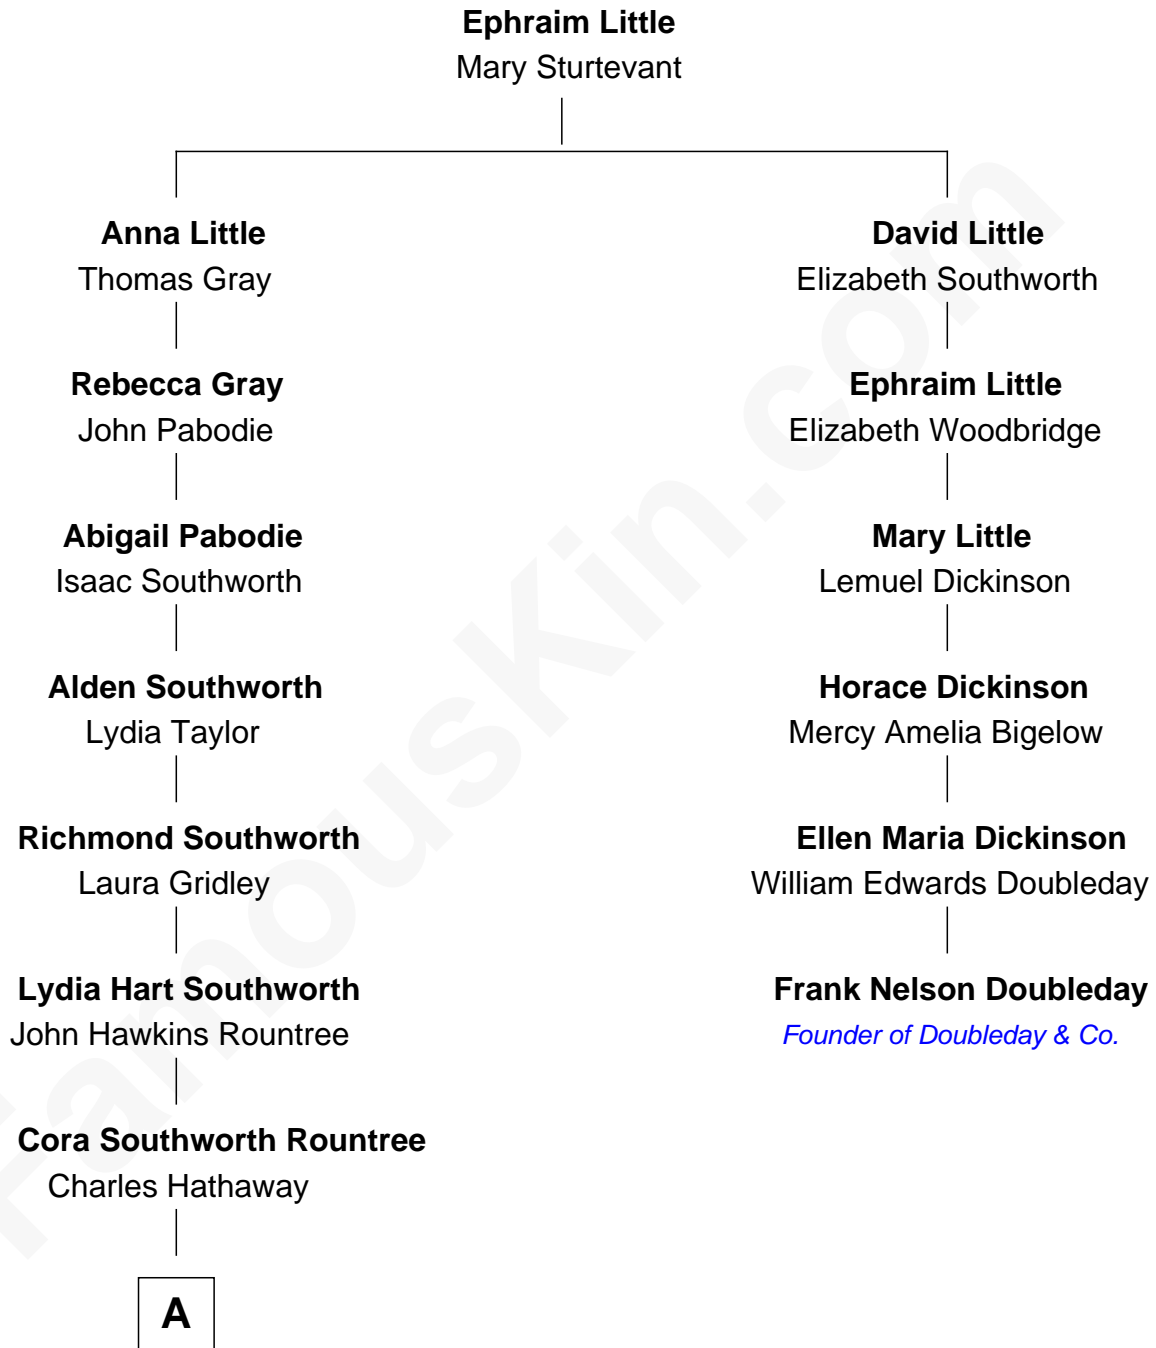 Ephraim Little
Mary Sturtevant
Anna Little
Thomas Gray
David Little
Elizabeth Southworth
Rebecca Gray
John Pabodie
Ephraim Little
Elizabeth Woodbridge
Abigail Pabodie
Isaac Southworth
Mary Little
Lemuel Dickinson
Alden Southworth
Lydia Taylor
Horace Dickinson
Mercy Amelia Bigelow
Richmond Southworth
Laura Gridley
Ellen Maria Dickinson
William Edwards Doubleday
Lydia Hart Southworth
John Hawkins Rountree
Frank Nelson Doubleday
Founder of Doubleday & Co.
Cora Southworth Rountree
Charles Hathaway
A
FamousKin.com